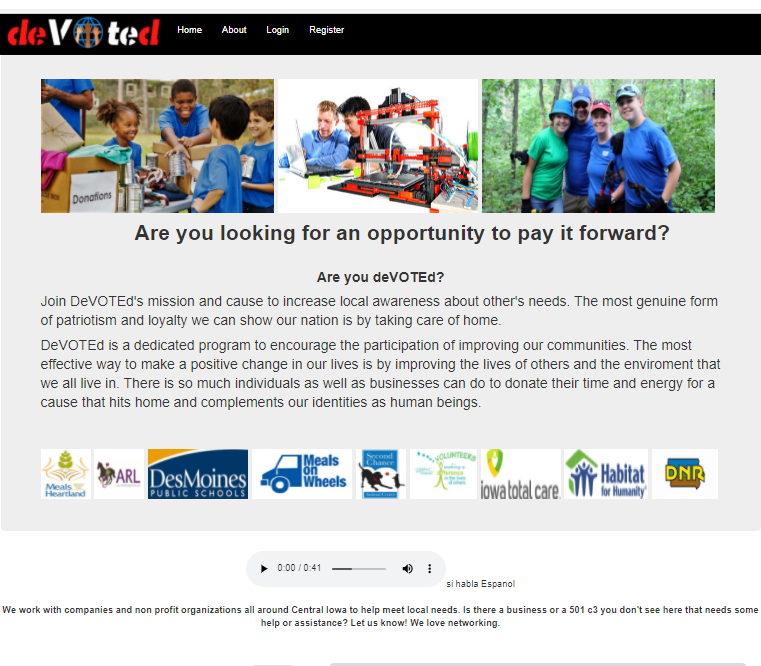 deVoted Home About Login Register
Donations
Are you looking for an opportunity to pay it forward?
Are you deVOTEd?
Join DeVOTEd's mission and cause to increase local awareness about other's needs. The most genuine form
of patriotism and loyalty we can show our nation is by taking care of home.
DeVOTEd is a dedicated program to encourage the participation of improving our communities. The most
effective way to make a positive change in our lives is by improving the lives of others and the enviroment that
we all live in. There is so much individuals as well as businesses can do to donate their time and energy for a
cause that hits home and complements our identities as human beings.
Meals
Heartland
ARL
DesMoines
PUBLIC SCHOOLS
Meals
on
Wheels
Second
Chance
VOLUNTEERS
making a
iowa total care
Habitat
for Humanity
DNR
0:00 / 0:41
si habla Espanol
We work with companies and non profit organizations all around Central Iowa to help meet local needs. Is there a business or a 501 c3 you don't see here that needs some
help or assistance? Let us know! We love networking.